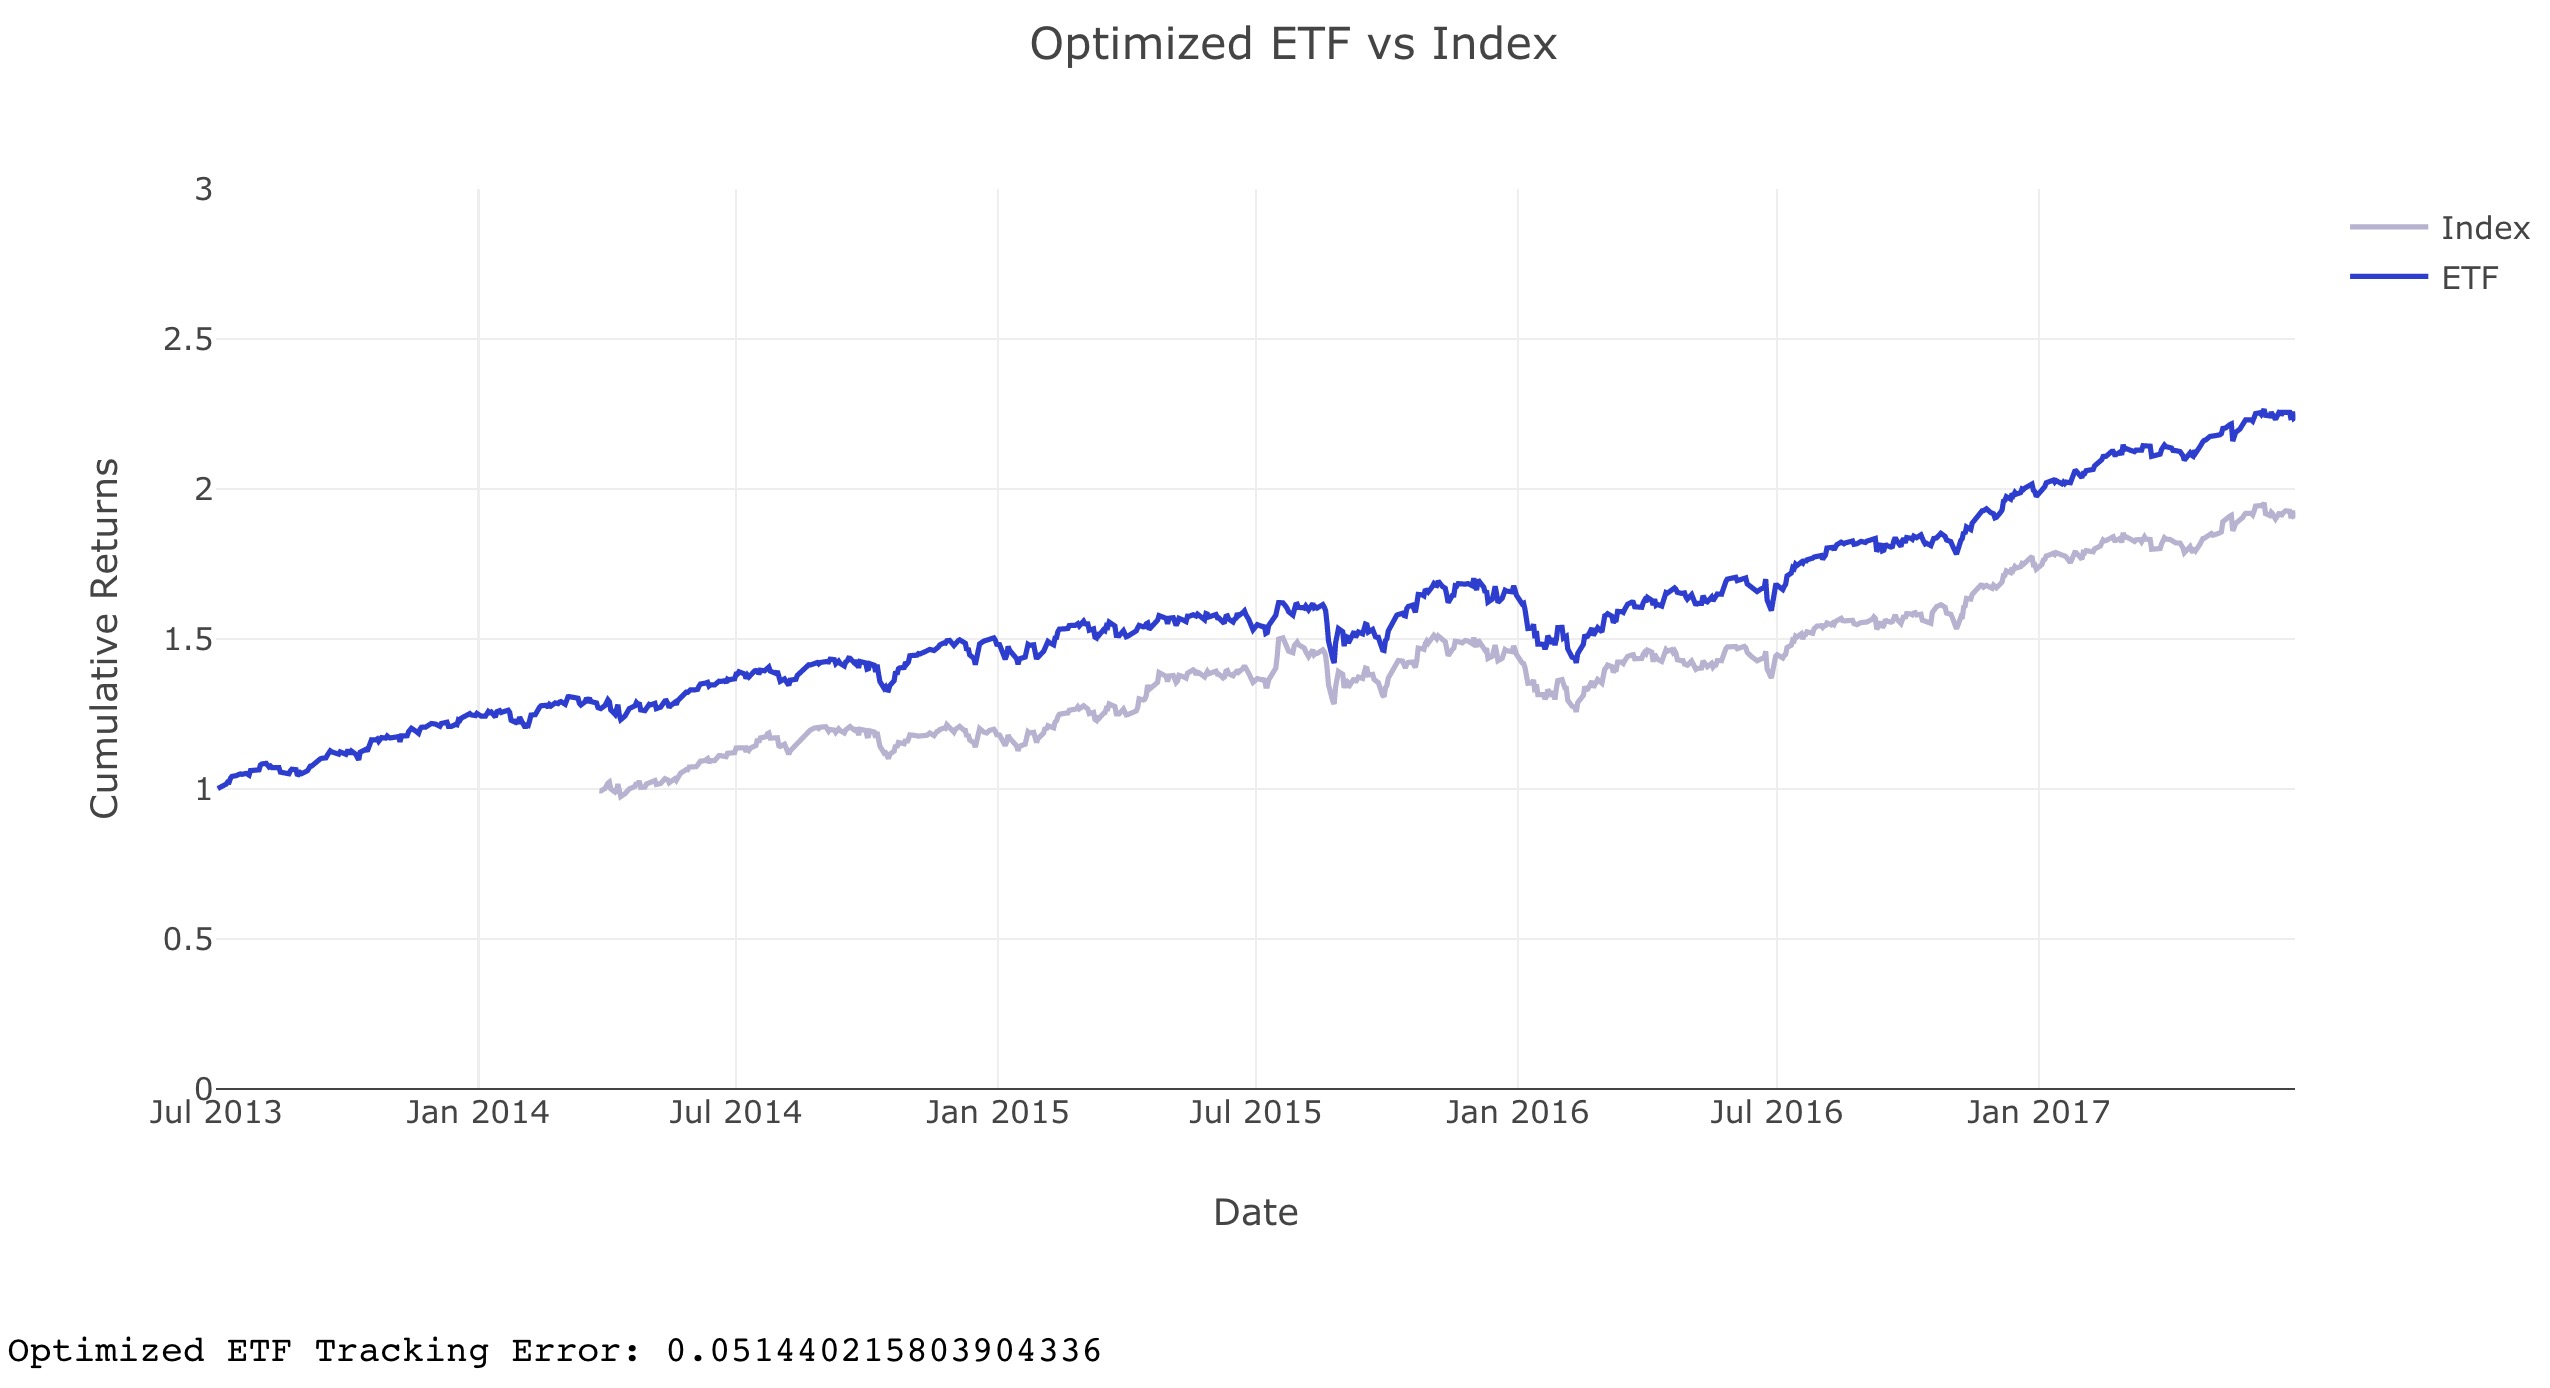 Optimized ETF vs Index
3
Index
ETF
2.5
2
Cumulative Returns
1.5
1
0.5
0
Jul 2013 Jan 2014 Jul 2014 Jan 2015 Jul 2015 Jan 2016 Jul 2016 Jan 2017
Date
Optimized ETF Tracking Error: 0.051440215803904336